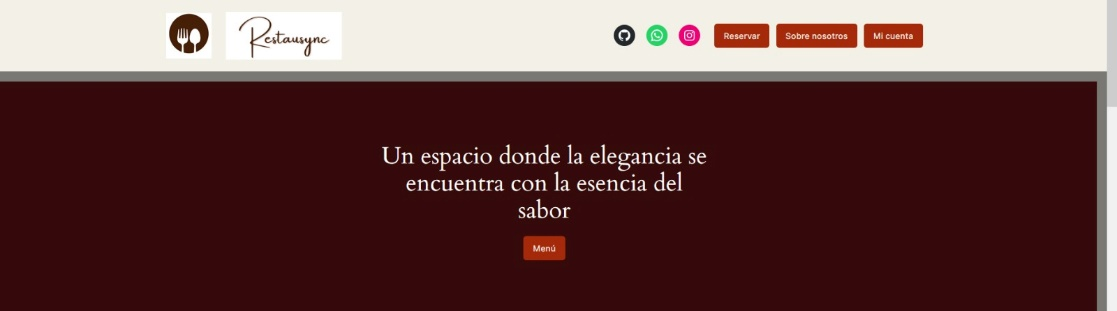 Restausync
Reservar
Sobre nosotros
Mi cuenta
Un espacio donde la elegancia se
encuentra con la esencia del
sabor
Menú